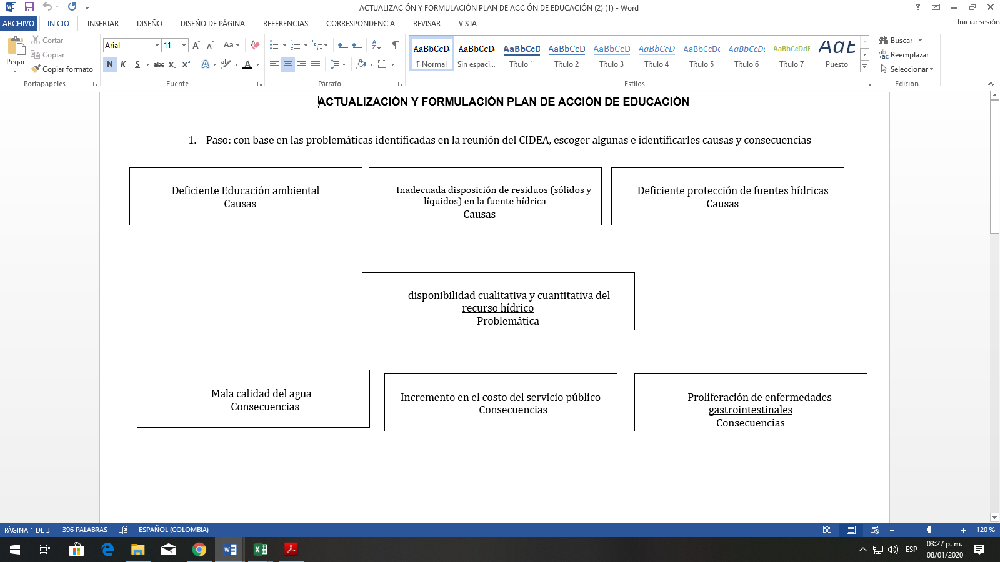 ACTUALIZACIÓN Y FORMULACIÓN PLAN DE ACCIÓN DE EDUCACIÓN (2) (1) - Word
ARCHIVO INICIO INSERTAR DISEÑO DISEÑO DE PÁGINA REFERENCIAS CORRESPONDENCIA REVISAR VISTA Iniciar sesión
Pegar
Cortar
Copiar
Copiar formato
Portapapeles
Arial 11
N K S abc x₂ x²
Fuente
Párrafo
AaBbCcD AaBbCcD AaBbCcD AaBbCcD AaBbCcD AaBbCcD AaBbCcDc AaBbCcDc AaBbCcDdE AaB
¶ Normal Sin espaci... Título 1 Título 2 Título 3 Título 4 Título 5 Título 6 Título 7 Puesto
Estilos
Buscar
Reemplazar
Seleccionar
Edición
ACTUALIZACIÓN Y FORMULACIÓN PLAN DE ACCIÓN DE EDUCACIÓN
1. Paso: con base en las problemáticas identificadas en la reunión del CIDEA, escoger algunas e identificarles causas y consecuencias
Deficiente Educación ambiental
Causas
Inadecuada disposición de residuos (sólidos y
líquidos) en la fuente hídrica
Causas
Deficiente protección de fuentes hídricas
Causas
disponibilidad cualitativa y cuantitativa del
recurso hídrico
Problemática
Mala calidad del agua
Consecuencias
Incremento en el costo del servicio público
Consecuencias
Proliferación de enfermedades
gastrointestinales
Consecuencias
PÁGINA 1 DE 3 396 PALABRAS ESPAÑOL (COLOMBIA) 120 %
ESP
03:27 p. m.
08/01/2020